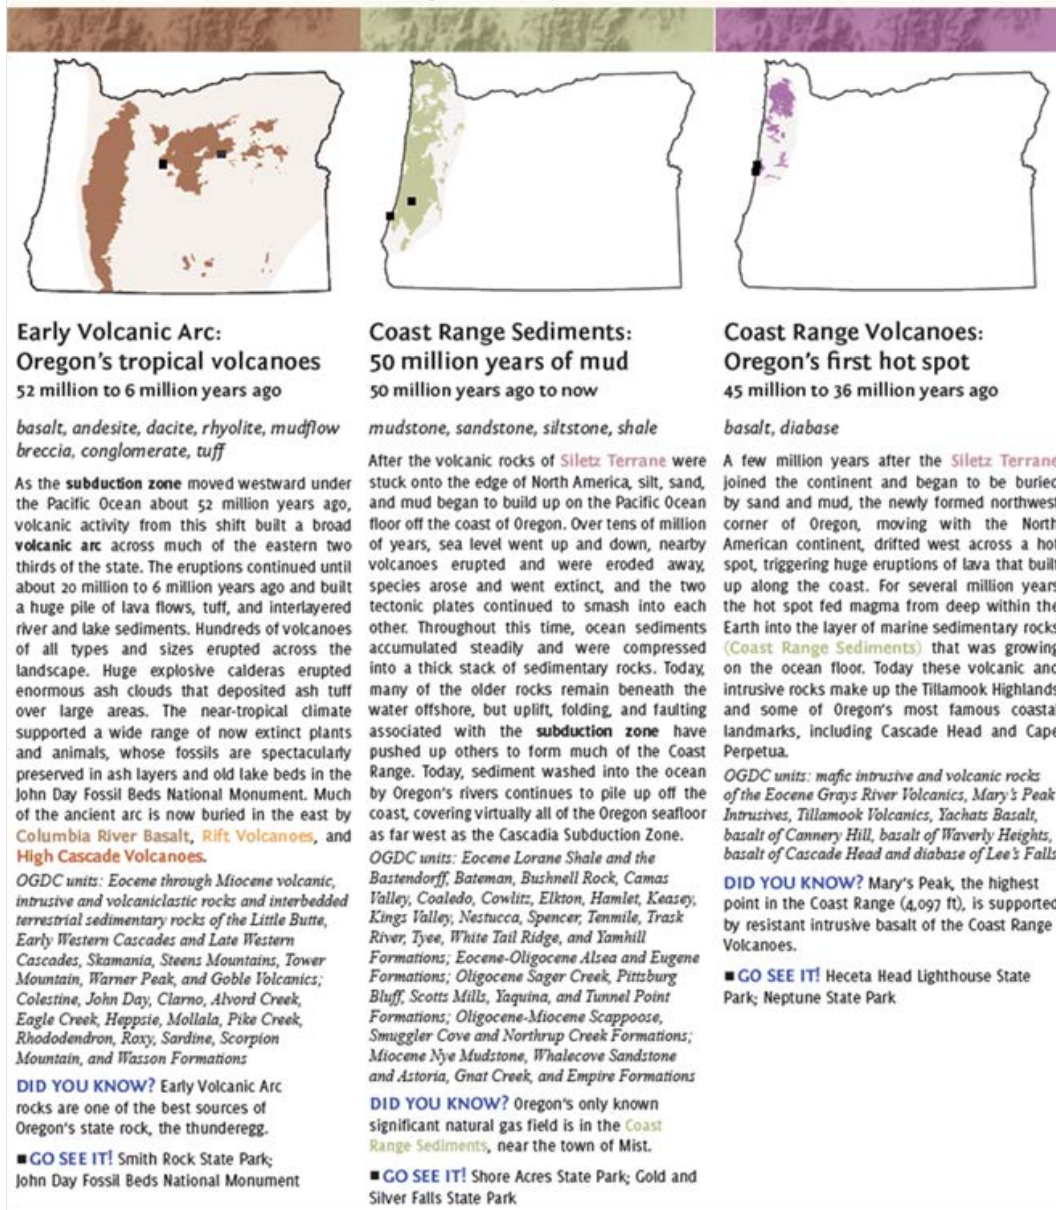 Early Volcanic Arc:
Oregon's tropical volcanoes
52 million to 6 million years ago
basalt, andesite, dacite, rhyolite, mudflow
breccia, conglomerate, tuff
As the subduction zone moved westward under
the Pacific Ocean about 52 million years ago,
volcanic activity from this shift built a broad
volcanic arc across much of the eastern two
thirds of the state. The eruptions continued until
about 20 million to 6 million years ago and built
a huge pile of lava flows, tuff, and interlayered
river and lake sediments. Hundreds of volcanoes
of all types and sizes erupted across the
landscape. Huge explosive calderas erupted
enormous ash clouds that deposited ash tuff
over large areas. The near-tropical climate
supported a wide range of now extinct plants
and animals, whose fossils are spectacularly
preserved in ash layers and old lake beds in the
John Day Fossil Beds National Monument. Much
of the ancient arc is now buried in the east by
Columbia River Basalt, Rift Volcanoes, and
High Cascade Volcanoes.
OGDC units: Eocene through Miocene volcanic,
intrusive and volcaniclastic rocks and interbedded
terrestrial sedimentary rocks of the Little Butte,
Early Western Cascades and Late Western
Cascades, Skamania, Steens Mountains, Tower
Mountain, Warner Peak, and Goble Volcanics;
Colestine, John Day, Clarno, Alvord Creek,
Eagle Creek, Heppsie, Mollala, Pike Creek,
Rhododendron, Roxy, Sardine, Scorpion
Mountain, and Wasson Formations
DID YOU KNOW? Early Volcanic Arc
rocks are one of the best sources of
Oregon's state rock, the thunderegg.
■ GO SEE IT! Smith Rock State Park;
John Day Fossil Beds National Monument
Coast Range Sediments:
50 million years of mud
50 million years ago to now
mudstone, sandstone, siltstone, shale
After the volcanic rocks of Siletz Terrane were
stuck onto the edge of North America, silt, sand,
and mud began to build up on the Pacific Ocean
floor off the coast of Oregon. Over tens of million
of years, sea level went up and down, nearby
volcanoes erupted and were eroded away,
species arose and went extinct, and the two
tectonic plates continued to smash into each
other. Throughout this time, ocean sediments
accumulated steadily and were compressed
into a thick stack of sedimentary rocks. Today,
many of the older rocks remain beneath the
water offshore, but uplift, folding, and faulting
associated with the subduction zone have
pushed up others to form much of the Coast
Range. Today, sediment washed into the ocean
by Oregon's rivers continues to pile up off the
coast, covering virtually all of the Oregon seafloor
as far west as the Cascadia Subduction Zone.
OGDC units: Eocene Lorane Shale and the
Bastendorff, Bateman, Bushnell Rock, Camas
Valley, Coaledo, Cowlitz, Elkton, Hamlet, Keasey,
Kings Valley, Nestucca, Spencer, Tenmile, Trask
River, Tyee, White Tail Ridge, and Yamhill
Formations; Eocene-Oligocene Alsea and Eugene
Formations; Oligocene Sager Creek, Pittsburg
Bluff, Scotts Mills, Yaquina, and Tunnel Point
Formations; Oligocene-Miocene Scappoose,
Smuggler Cove and Northrup Creek Formations;
Miocene Nye Mudstone, Whalecove Sandstone
and Astoria, Gnat Creek, and Empire Formations
DID YOU KNOW? Oregon's only known
significant natural gas field is in the Coast
Range Sediments, near the town of Mist.
■ GO SEE IT! Shore Acres State Park; Gold and
Silver Falls State Park
Coast Range Volcanoes:
Oregon's first hot spot
45 million to 36 million years ago
basalt, diabase
A few million years after the Siletz Terrane
joined the continent and began to be buried
by sand and mud, the newly formed northwest
corner of Oregon, moving with the North
American continent, drifted west across a hot
spot, triggering huge eruptions of lava that built
up along the coast. For several million years
the hot spot fed magma from deep within the
Earth into the layer of marine sedimentary rocks
(Coast Range Sediments) that was growing
on the ocean floor. Today these volcanic and
intrusive rocks make up the Tillamook Highlands
and some of Oregon's most famous coastal
landmarks, including Cascade Head and Cape
Perpetua.
OGDC units: mafic intrusive and volcanic rocks
of the Eocene Grays River Volcanics, Mary's Peak
Intrusives, Tillamook Volcanics, Yachats Basalt,
basalt of Cannery Hill, basalt of Waverly Heights,
basalt of Cascade Head and diabase of Lee's Falls
DID YOU KNOW? Mary's Peak, the highest
point in the Coast Range (4,097 ft), is supported
by resistant intrusive basalt of the Coast Range
Volcanoes.
■ GO SEE IT! Heceta Head Lighthouse State
Park; Neptune State Park